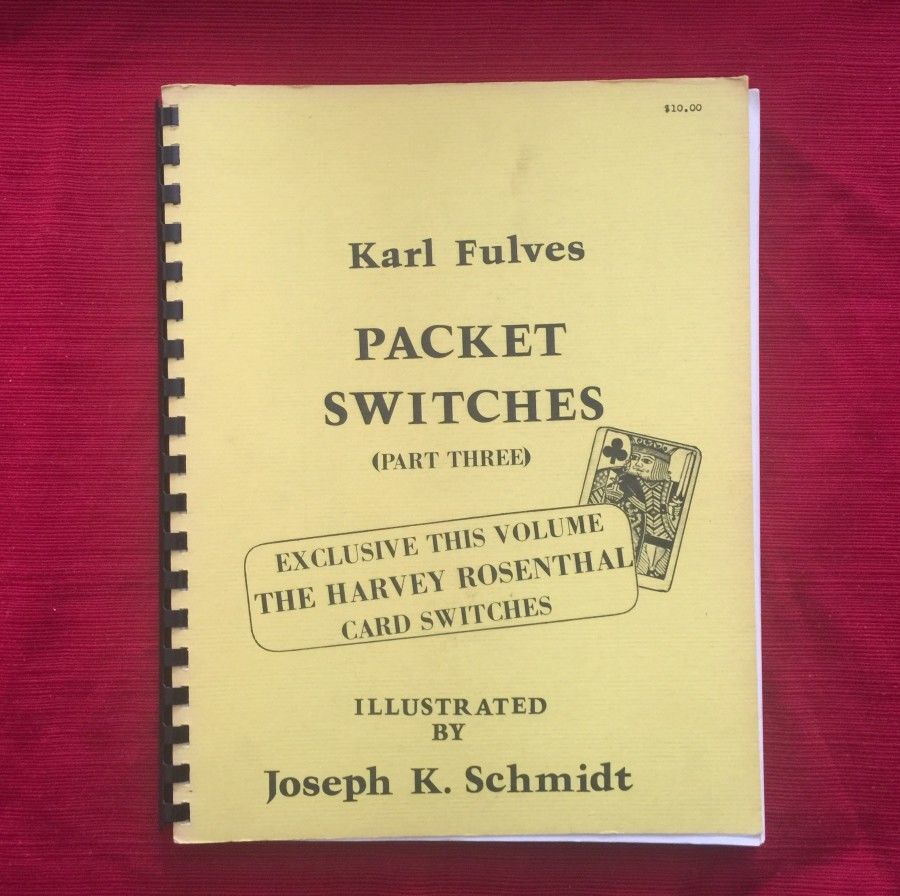 $10.00
Karl Fulves
PACKET
SWITCHES
(PART THREE)
EXCLUSIVE THIS VOLUME
THE HARVEY ROSENTHAL
CARD SWITCHES
ILLUSTRATED
BY
Joseph K. Schmidt